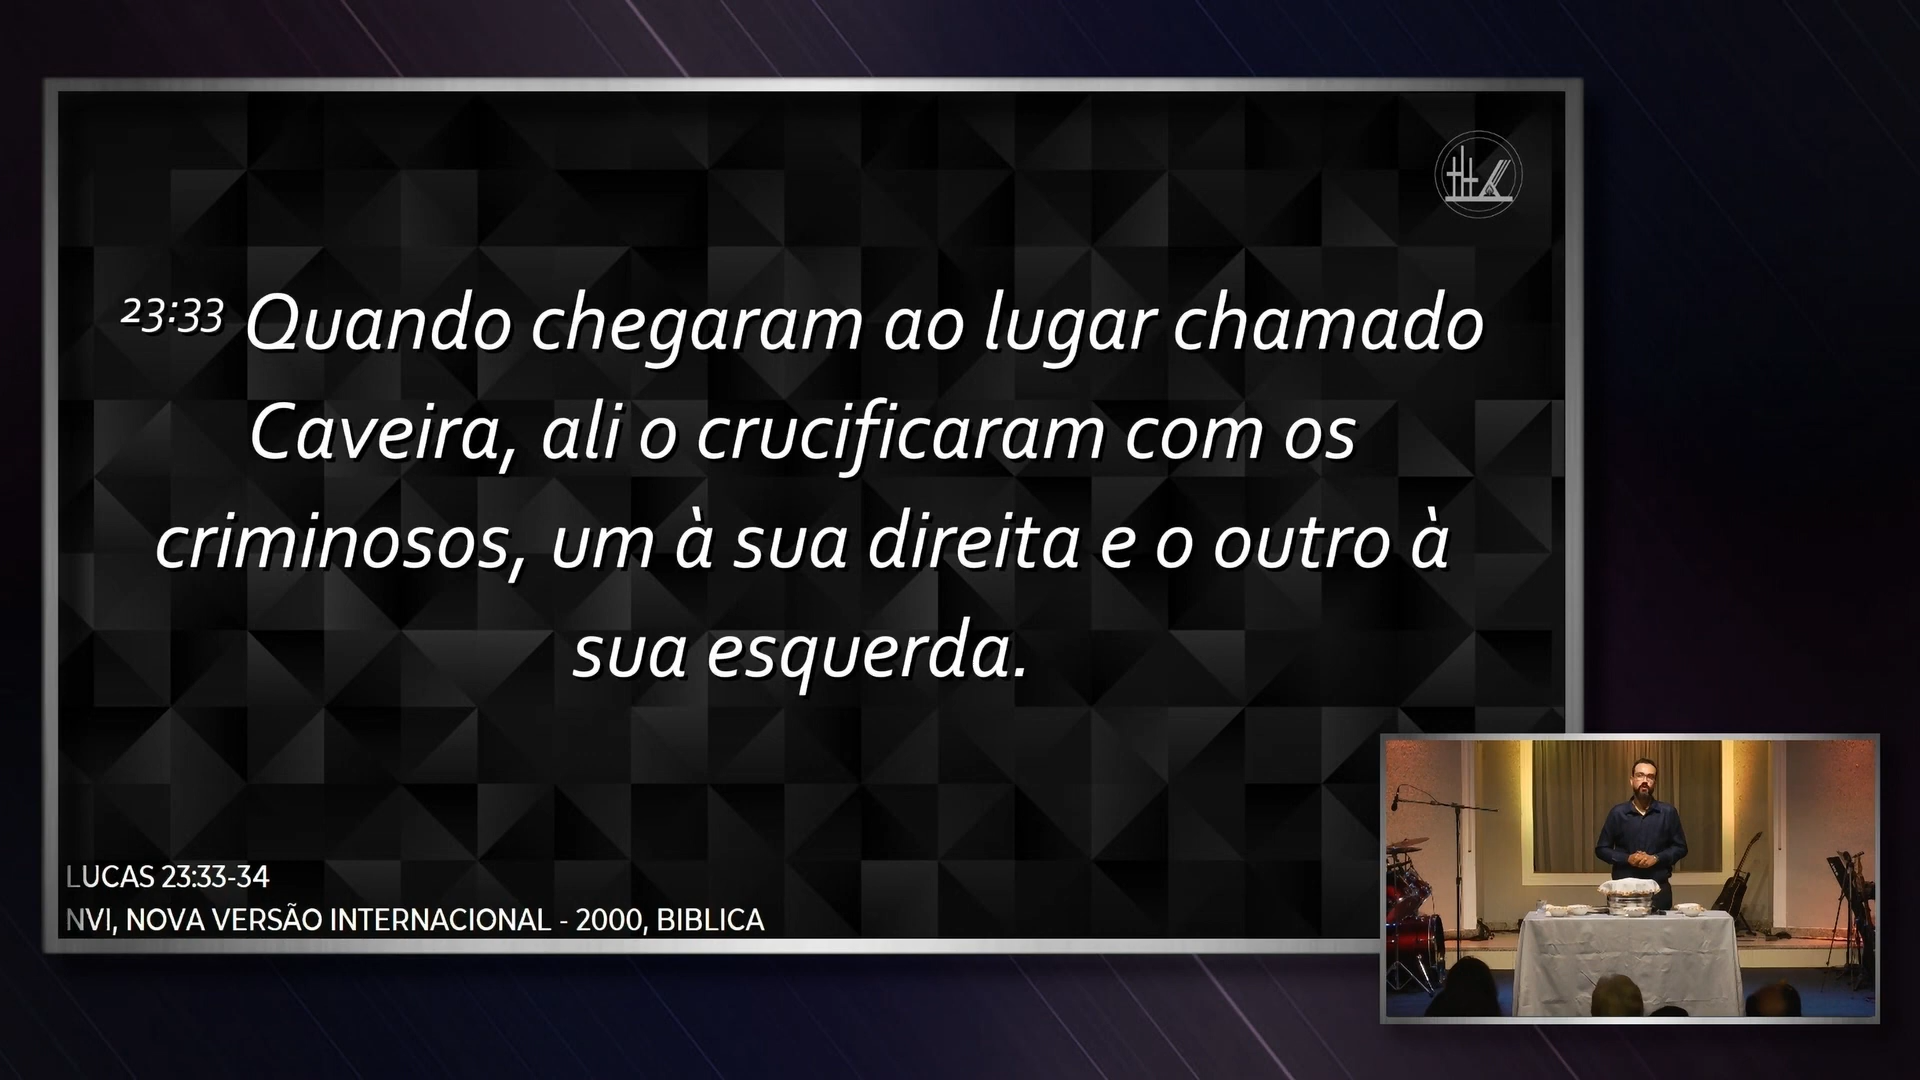 23:33 Quando chegaram ao lugar chamado
Caveira, ali o crucificaram com os
criminosos, um à sua direita e o outro à
sua esquerda.
LUCAS 23:33-34
NVI, NOVA VERSÃO INTERNACIONAL - 2000, BIBLICA